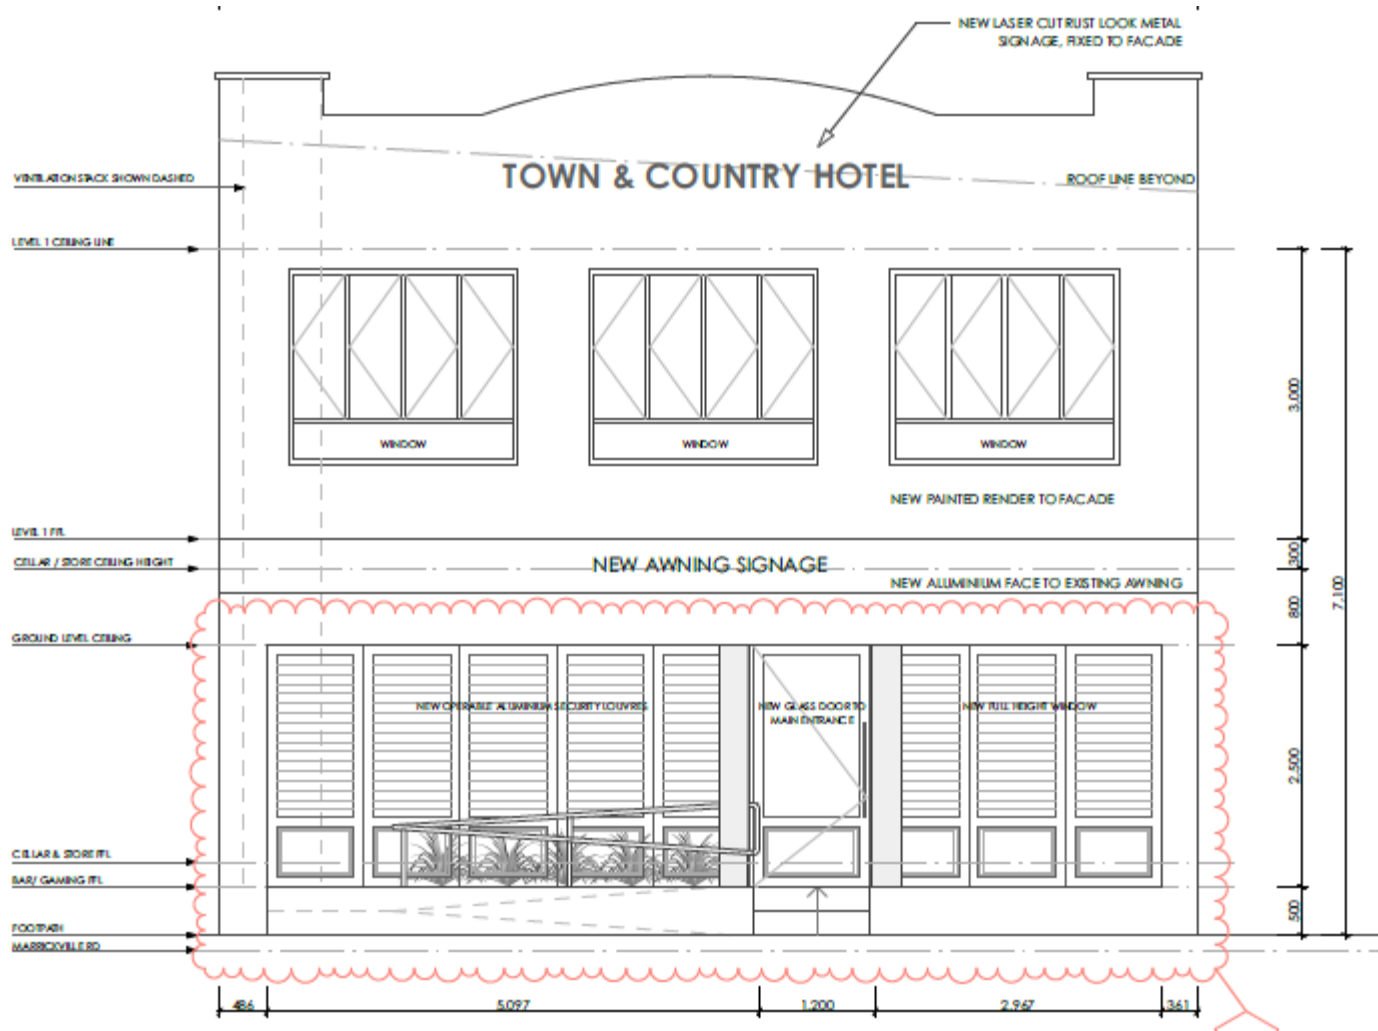 NEW LASER CUT RUST LOOK METAL
SIGNAGE, FIXED TO FACADE
VENTILATION STACK SHOWN DASHED
TOWN & COUNTRY HOTEL
ROOF LINE BEYOND
LEVEL 1 CEILING LINE
3,000
WINDOW
WINDOW
WINDOW
NEW PAINTED RENDER TO FACADE
LEVEL 1 FFL
300
CELLAR / STORE CEILING HEIGHT
NEW AWNING SIGNAGE
NEW ALUMINIUM FACE TO EXISTING AWNING
800
7,100
GROUND LEVEL CEILING
NEW OPERABLE ALUMINIUM SECURITY LOUVRES
NEW GLASS DOOR TO
MAIN ENTRANCE
NEW FULL HEIGHT WINDOW
2,500
CELLAR & STORE FFL
BAR/ GAMING FFL
500
FOOTPATH
MARRICKVILLE RD
486
5,097
1,200
2,967
361